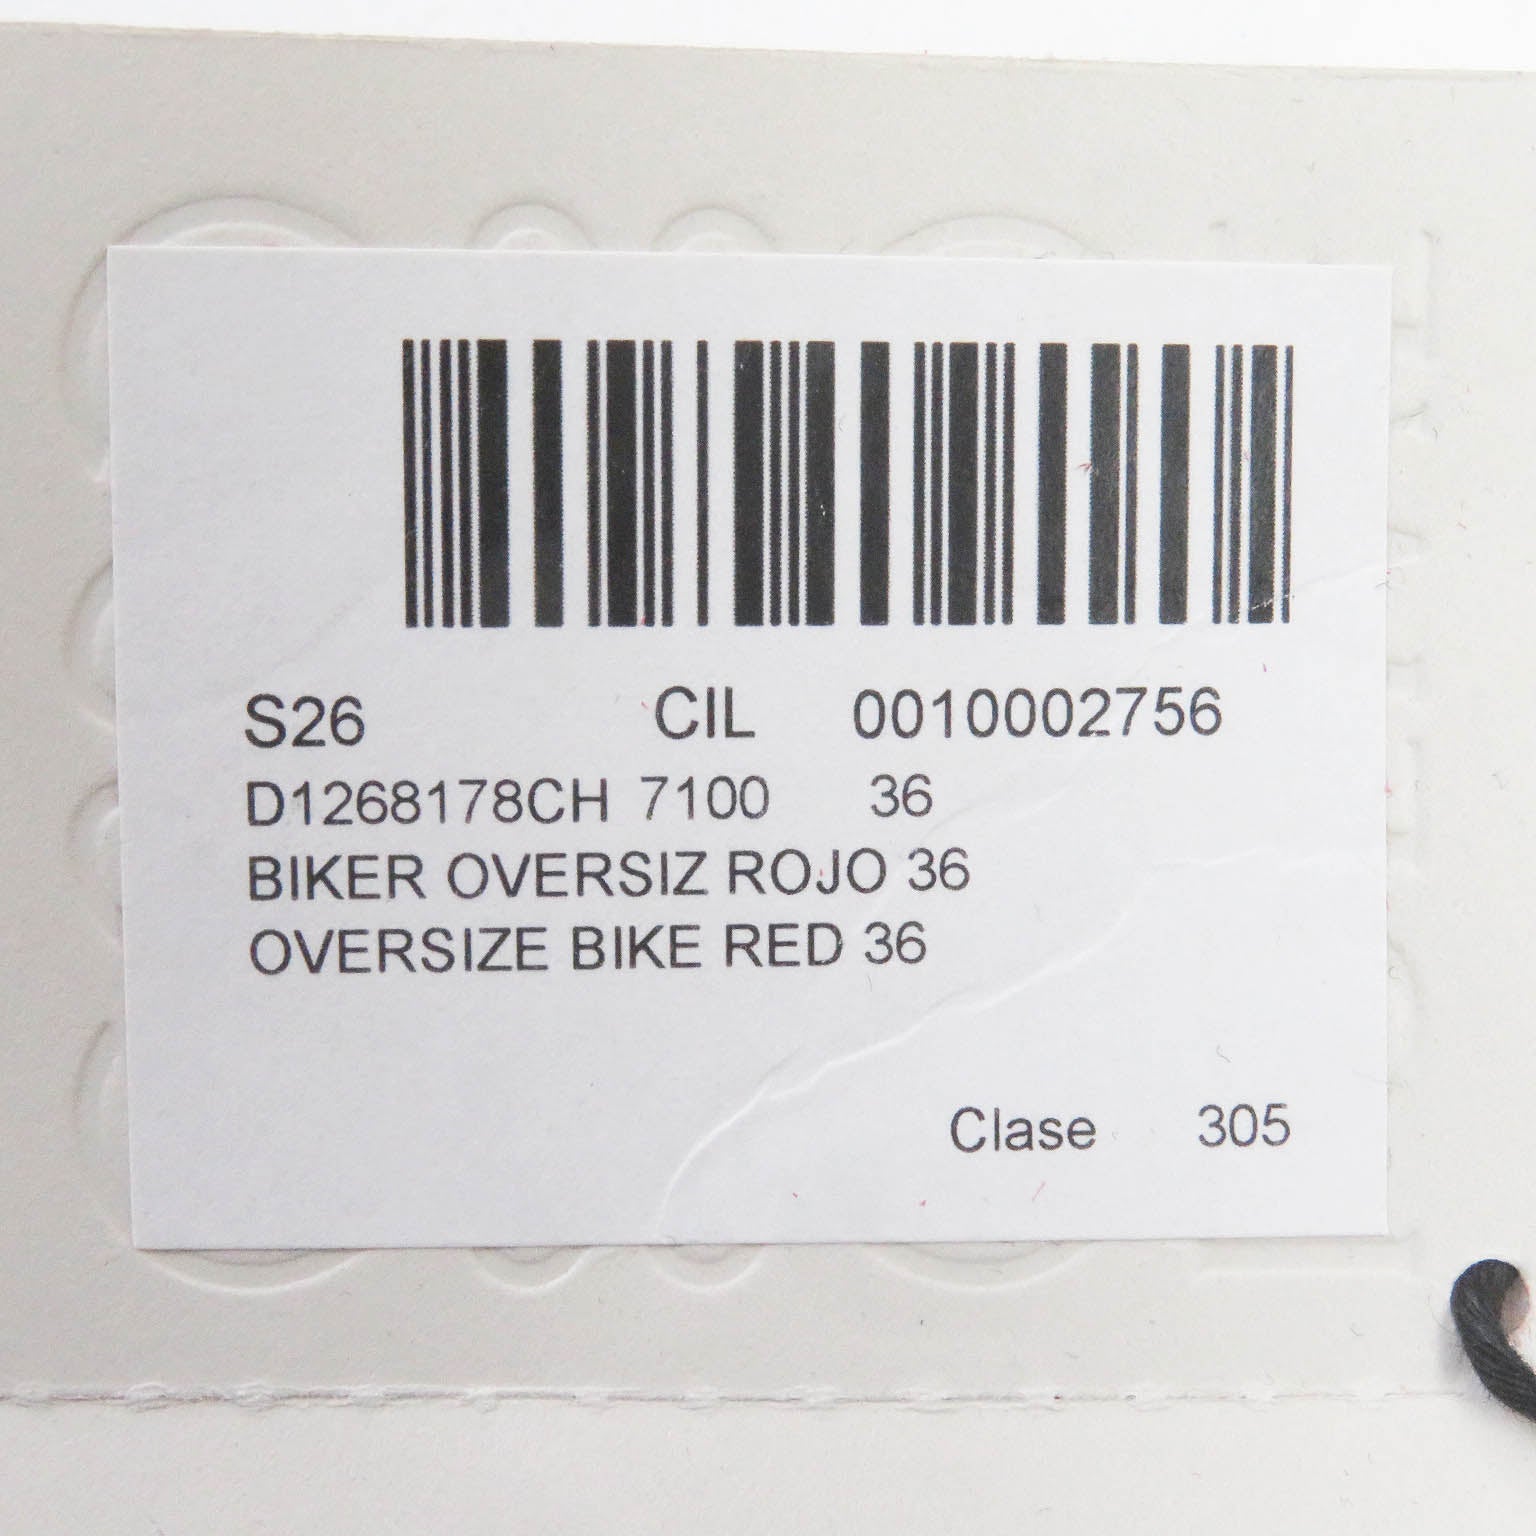 S26 CIL 0010002756
D1268178CH 7100 36
BIKER OVERSIZ ROJO 36
OVERSIZE BIKE RED 36
Clase 305